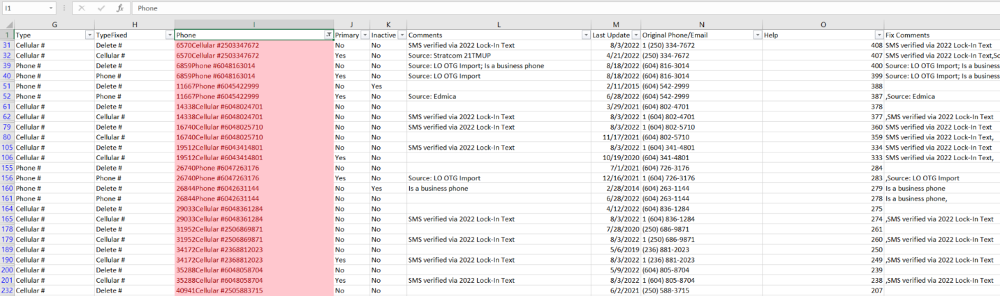 I1 fx Phone
G H I J K L M N O
1 Type TypeFixed Phone Primary Inactive Comments Last Update Original Phone/Email Help Fix Comments
31 Cellular # Delete # 6570Cellular #2503347672 No No SMS verified via 2022 Lock-In Text 8/3/2022 1 (250) 334-7672 408 SMS verified via 2022 Lock-In Text
32 Cellular # Cellular # 6570Cellular #2503347672 Yes No Source: Stratcom 21TMUP 4/21/2022 (250) 334-7672 407 SMS verified via 2022 Lock-In Text,So
39 Phone # Delete # 6859Phone #6048163014 No No Source: LO OTG Import; Is a business phone 8/18/2022 (604) 816-3014 400 Source: LO OTG Import; Is a business
40 Phone # Phone # 6859Phone #6048163014 Yes No Source: LO OTG Import 8/18/2022 (604) 816-3014 399 Source: LO OTG Import; Is a business
51 Phone # Delete # 11667Phone #6045422999 No Yes 2/11/2015 (604) 542-2999 388
52 Phone # Phone # 11667Phone #6045422999 Yes No Source: Edmica 6/28/2022 (604) 542-2999 387 ,Source: Edmica
61 Cellular # Delete # 14338Cellular #6048024701 No No 3/29/2021 (604) 802-4701 378
62 Cellular # Cellular # 14338Cellular #6048024701 No No SMS verified via 2022 Lock-In Text 8/3/2022 1 (604) 802-4701 377 ,SMS verified via 2022 Lock-In Text
79 Cellular # Delete # 16740Cellular #6048025710 No No SMS verified via 2022 Lock-In Text 8/3/2022 1 (604) 802-5710 360 SMS verified via 2022 Lock-In Text
80 Cellular # Cellular # 16740Cellular #6048025710 No No 11/17/2021 (604) 802-5710 359 SMS verified via 2022 Lock-In Text,
105 Cellular # Delete # 19512Cellular #6043414801 No No SMS verified via 2022 Lock-In Text 8/3/2022 1 (604) 341-4801 334 SMS verified via 2022 Lock-In Text
106 Cellular # Cellular # 19512Cellular #6043414801 Yes No 10/19/2020 (604) 341-4801 333 SMS verified via 2022 Lock-In Text,
155 Phone # Delete # 26740Phone #6047263176 No No 7/1/2021 (604) 726-3176 284
156 Phone # Phone # 26740Phone #6047263176 Yes No Source: LO OTG Import 12/16/2021 1 (604) 726-3176 283 ,Source: LO OTG Import
160 Phone # Delete # 26844Phone #6042631144 No Yes Is a business phone 2/28/2014 (604) 263-1144 279 Is a business phone
161 Phone # Phone # 26844Phone #6042631144 No No 6/28/2022 (604) 263-1144 278 Is a business phone,
164 Cellular # Delete # 29033Cellular #6048361284 No No 4/12/2022 (604) 836-1284 275
165 Cellular # Cellular # 29033Cellular #6048361284 No No SMS verified via 2022 Lock-In Text 8/3/2022 1 (604) 836-1284 274 ,SMS verified via 2022 Lock-In Text
178 Cellular # Delete # 31952Cellular #2506869871 No No 7/28/2020 (250) 686-9871 261
179 Cellular # Cellular # 31952Cellular #2506869871 No No SMS verified via 2022 Lock-In Text 8/3/2022 1 (250) 686-9871 260 ,SMS verified via 2022 Lock-In Text
189 Cellular # Delete # 34172Cellular #2368812023 No No 5/6/2019 (236) 881-2023 250
190 Cellular # Cellular # 34172Cellular #2368812023 Yes No SMS verified via 2022 Lock-In Text 8/3/2022 1 (236) 881-2023 249 ,SMS verified via 2022 Lock-In Text
200 Cellular # Delete # 35288Cellular #6048058704 No No 5/9/2022 (604) 805-8704 239
201 Cellular # Cellular # 35288Cellular #6048058704 Yes No SMS verified via 2022 Lock-In Text 8/3/2022 1 (604) 805-8704 238 ,SMS verified via 2022 Lock-In Text
232 Cellular # Delete # 40941Cellular #2505883715 No No 6/2/2021 (250) 588-3715 207